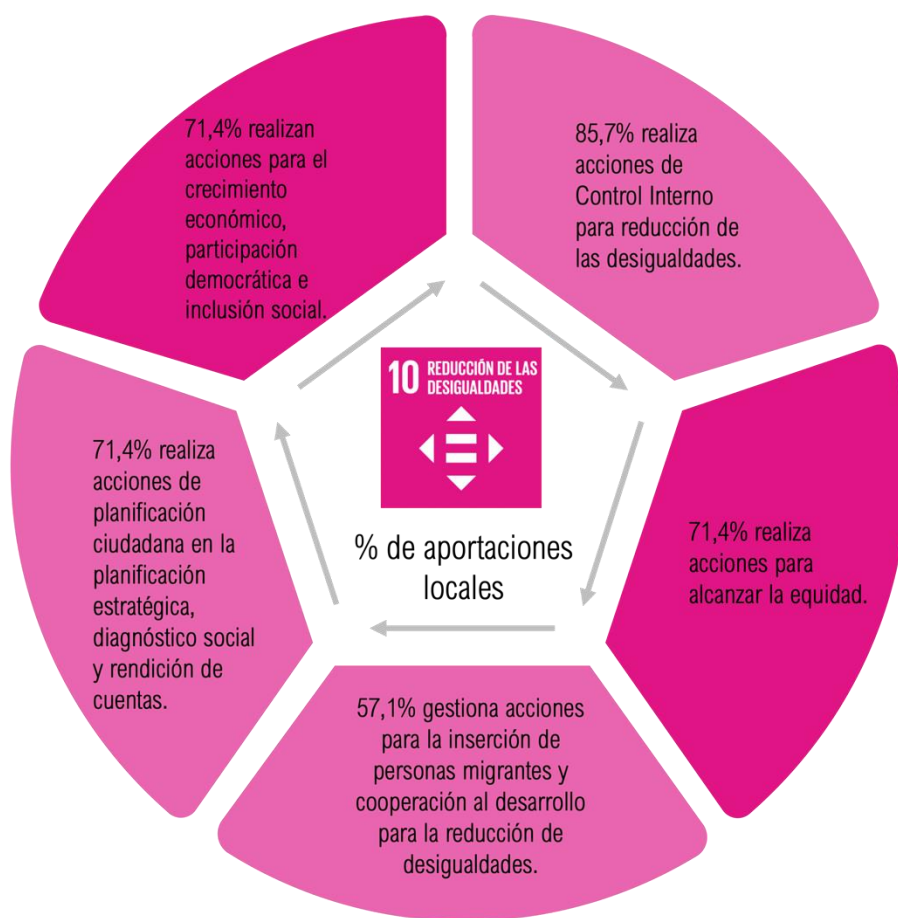 71,4% realizan
acciones para el
crecimiento
económico,
participación
democrática e
inclusión social.
85,7% realiza
acciones de
Control Interno
para reducción de
las desigualdades.
10 REDUCCIÓN DE LAS
DESIGUALDADES
% de aportaciones
locales
71,4% realiza
acciones de
planificación
ciudadana en la
planificación
estratégica,
diagnóstico social
y rendición de
cuentas.
71,4% realiza
acciones para
alcanzar la equidad.
57,1% gestiona acciones
para la inserción de
personas migrantes y
cooperación al desarrollo
para la reducción de
desigualdades.